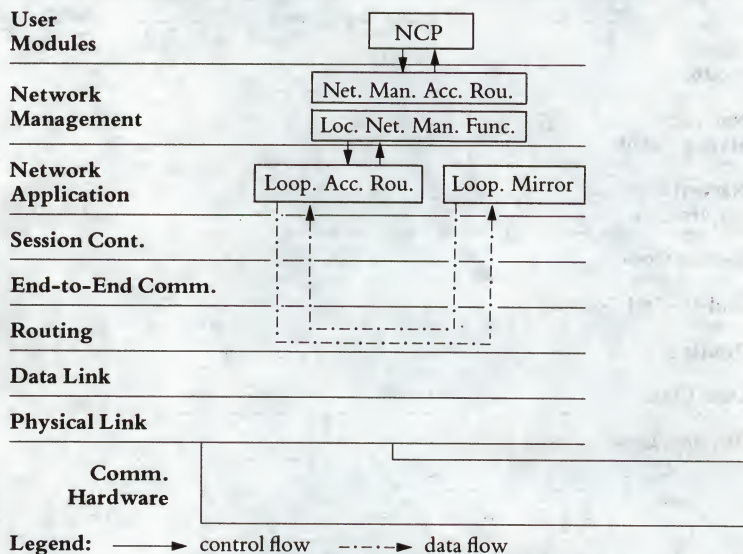 User
Modules
NCP
Network
Management
Net. Man. Acc. Rou.
Loc. Net. Man. Func.
Network
Application
Loop. Acc. Rou.
Loop. Mirror
Session Cont.
End-to-End Comm.
Routing
Data Link
Physical Link
Comm.
Hardware
Legend: control flow data flow